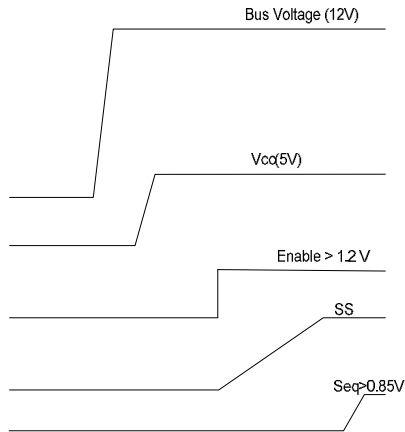 Bus Voltage (12V)
Vcc(5V)
Enable > 1.2 V
SS
Seq>0.85V